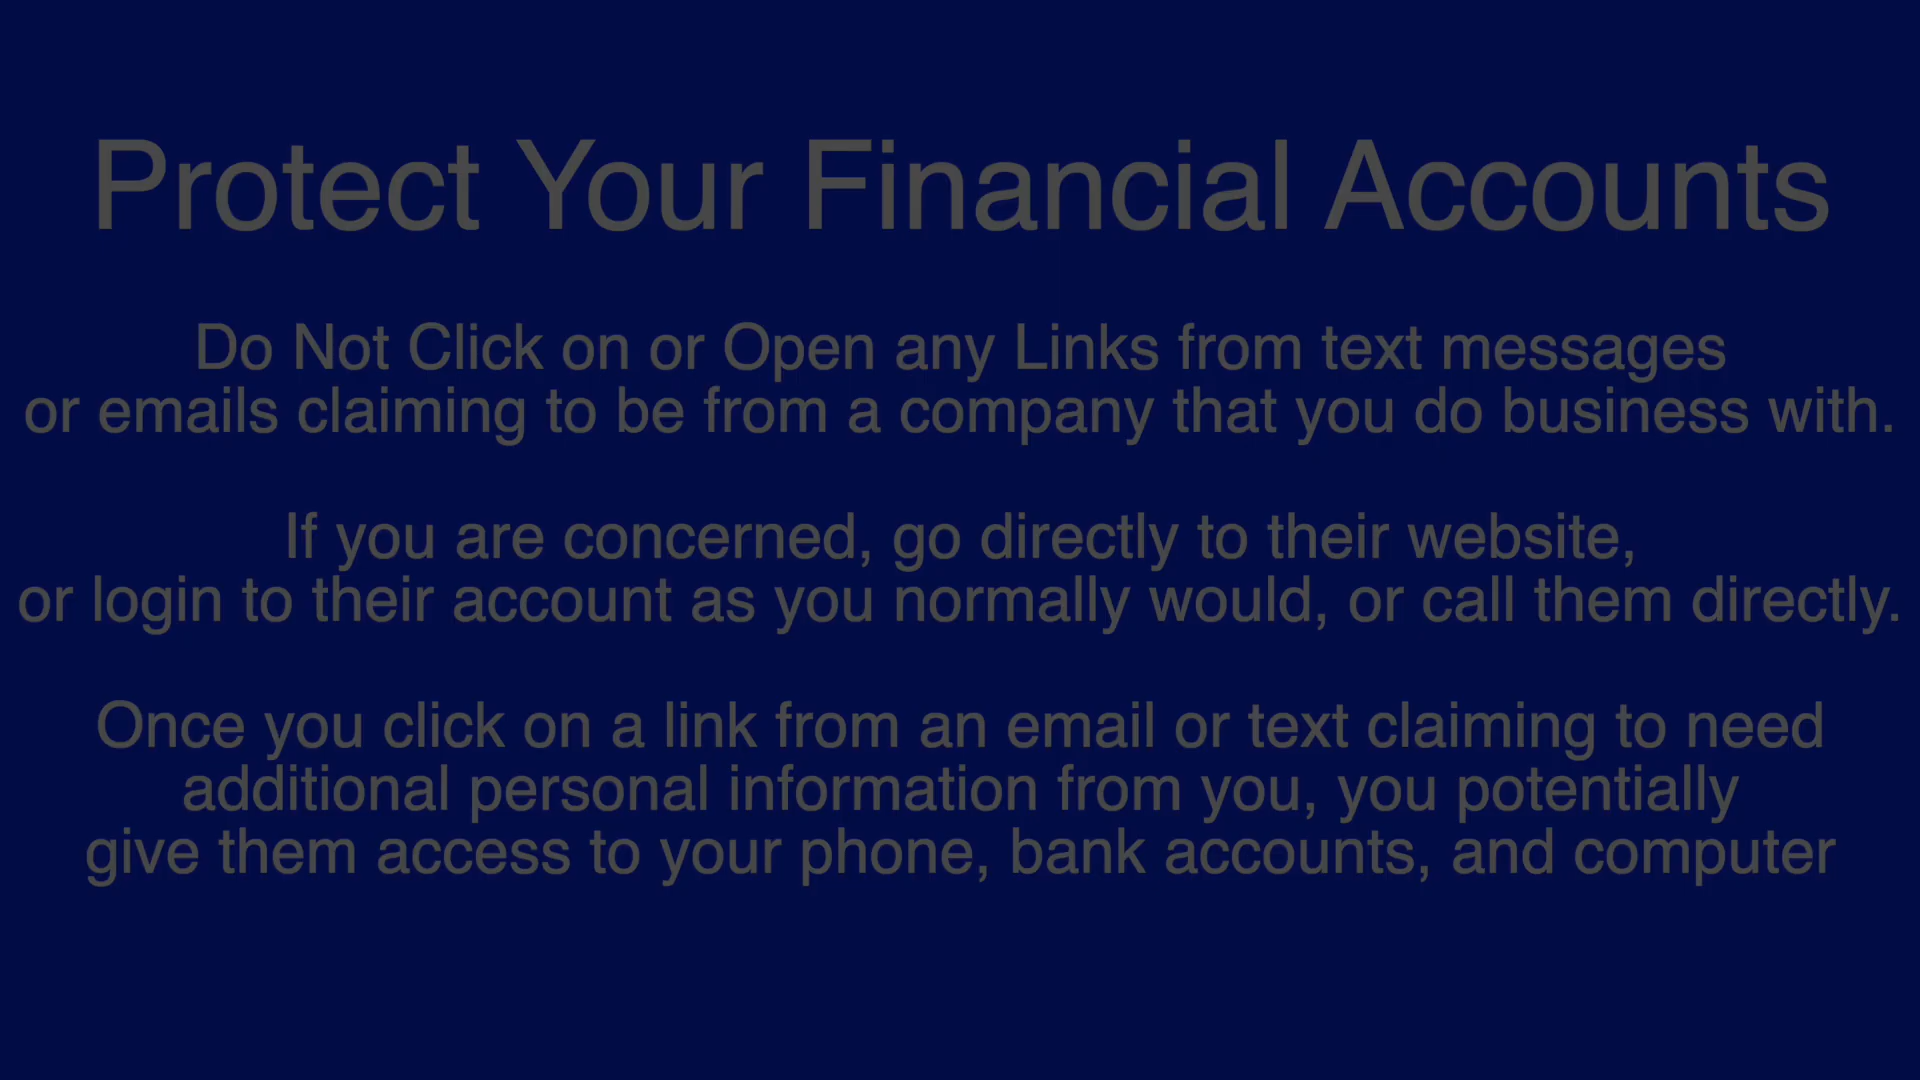 Protect Your Financial Accounts
Do Not Click on or Open any Links from text messages
or emails claiming to be from a company that you do business with.
If you are concerned, go directly to their website,
or login to their account as you normally would, or call them directly.
Once you click on a link from an email or text claiming to need
additional personal information from you, you potentially
give them access to your phone, bank accounts, and computer